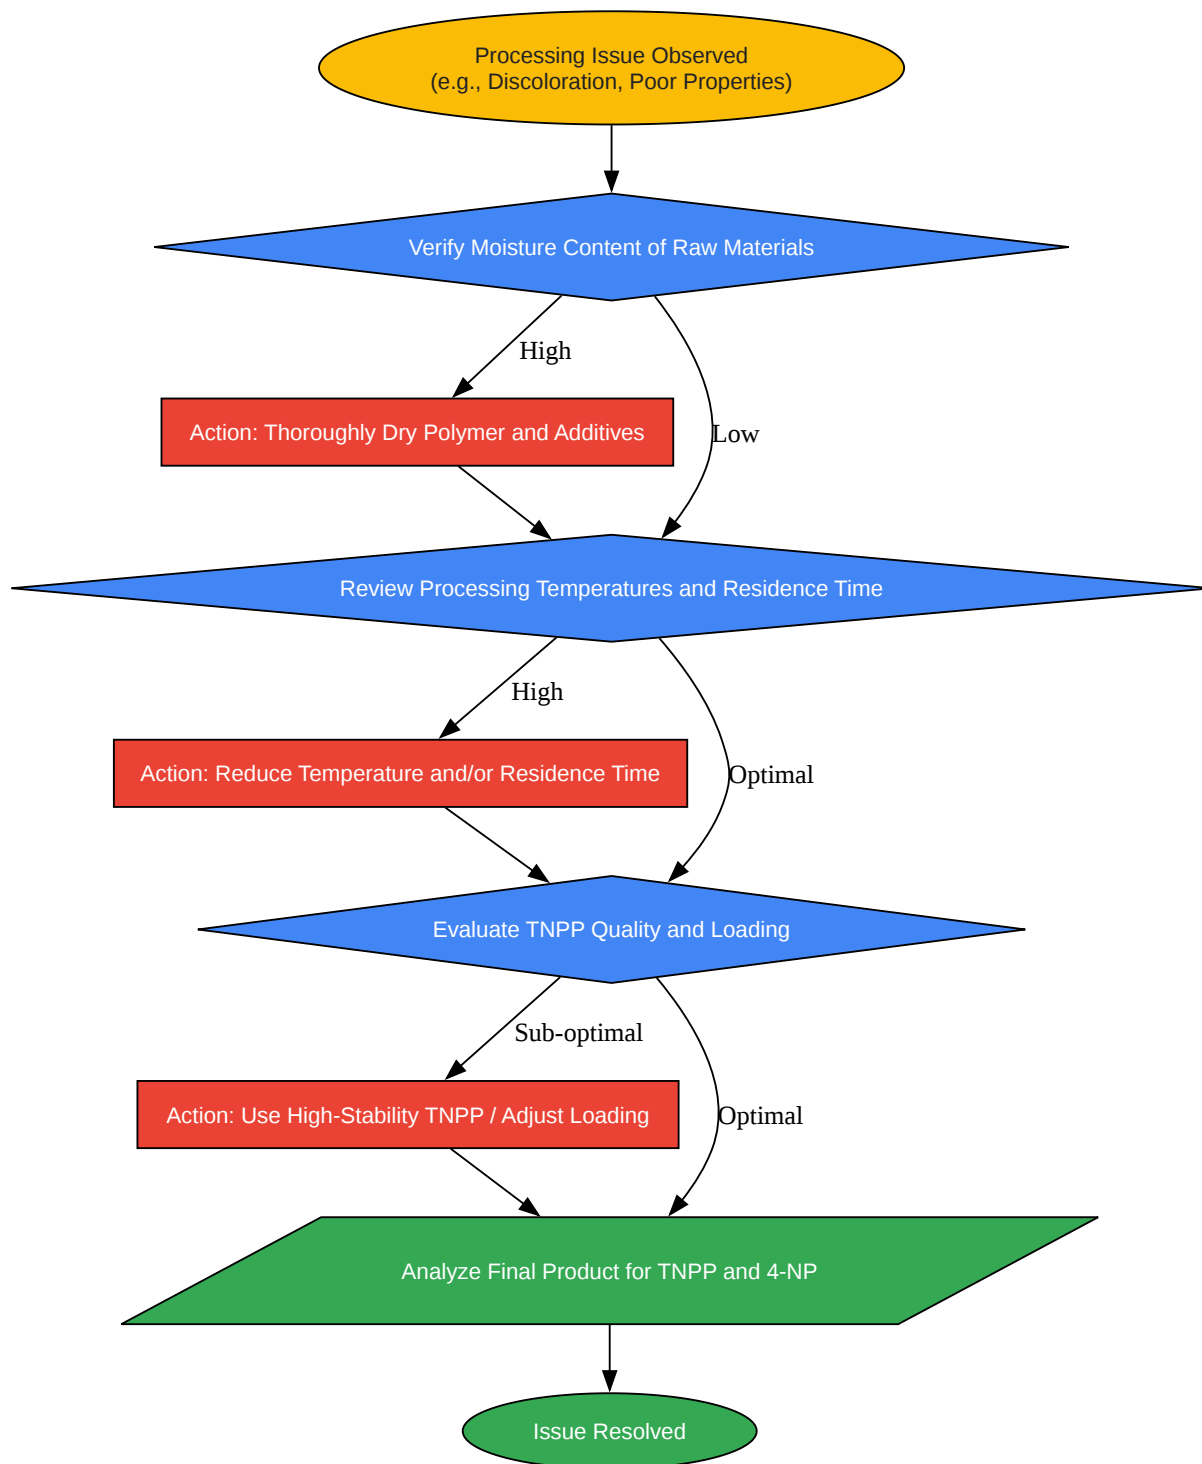 Processing Issue Observed
(e.g., Discoloration, Poor Properties)
Verify Moisture Content of Raw Materials
High
Action: Thoroughly Dry Polymer and Additives
Low
Review Processing Temperatures and Residence Time
High
Action: Reduce Temperature and/or Residence Time
Optimal
Evaluate TNPP Quality and Loading
Sub-optimal
Action: Use High-Stability TNPP / Adjust Loading
Optimal
Analyze Final Product for TNPP and 4-NP
Issue Resolved